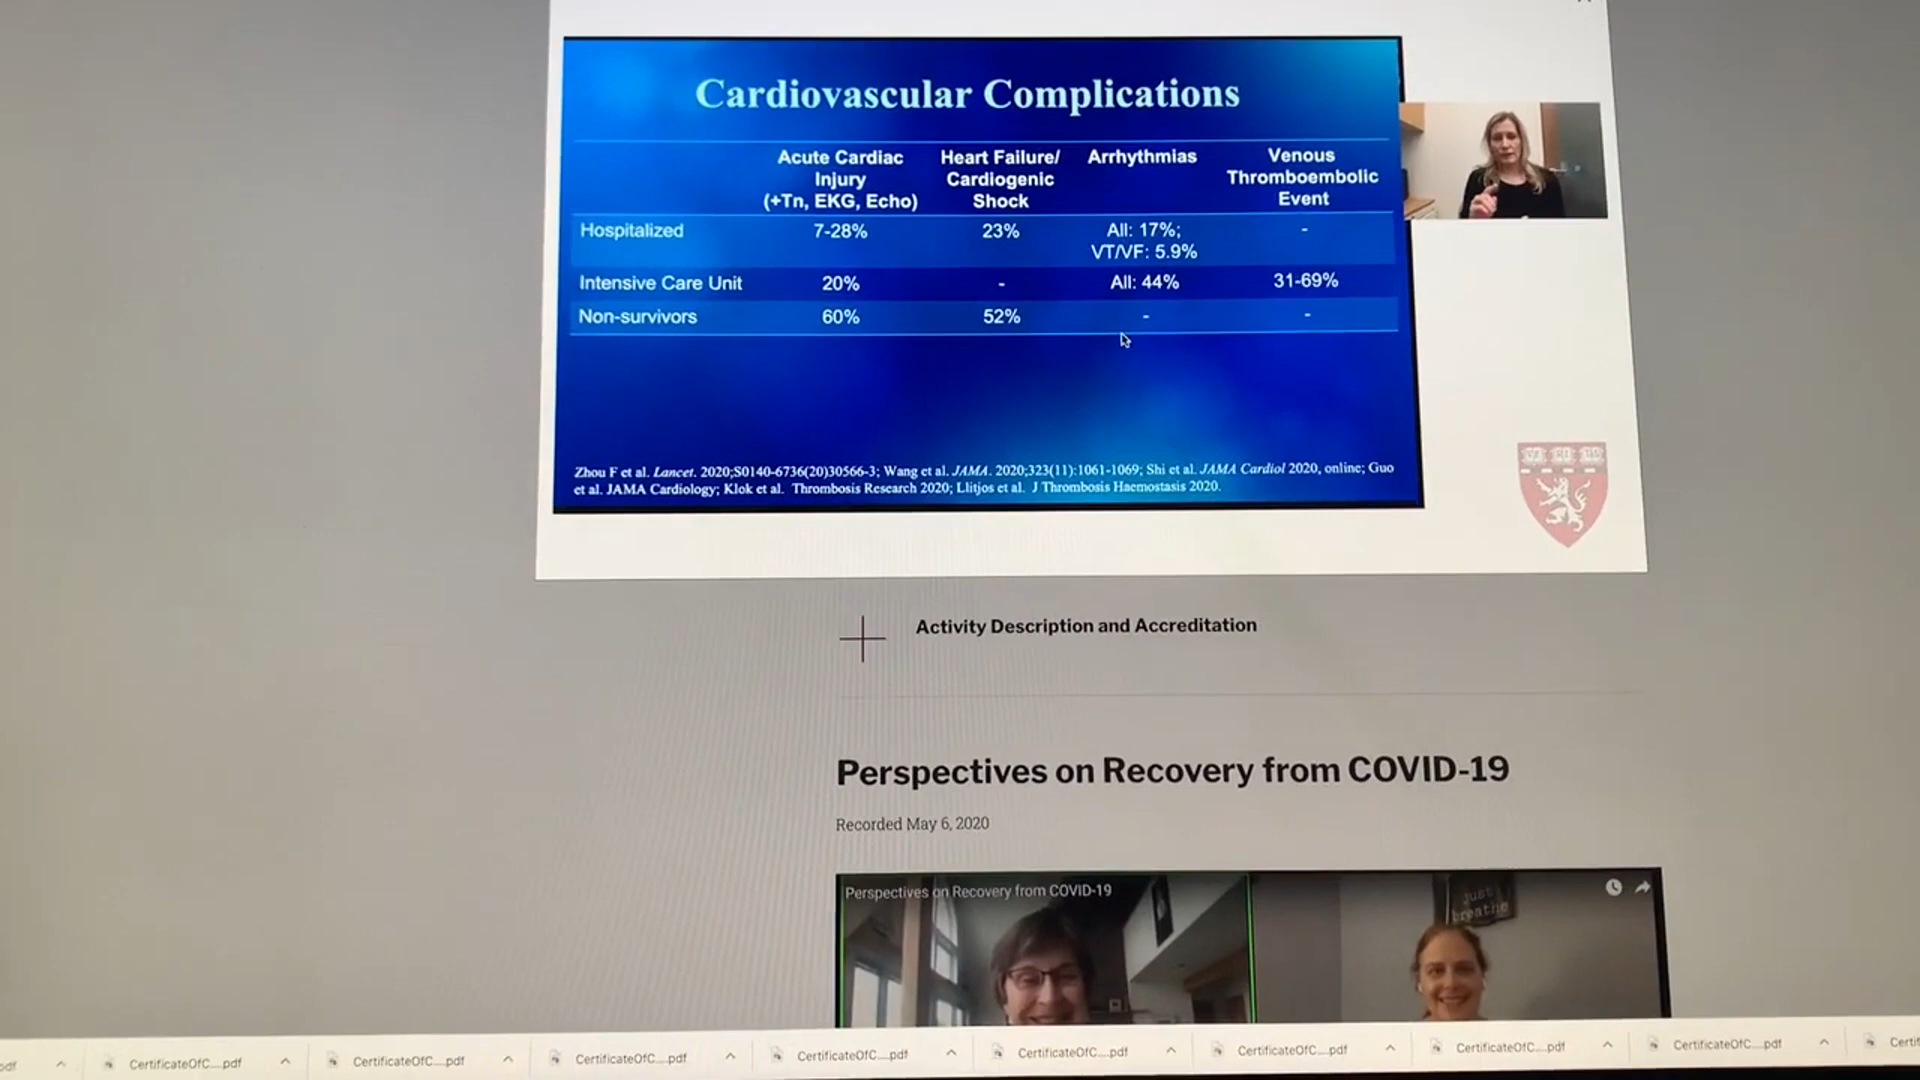 Cardiovascular Complications
Acute Cardiac Injury (+Tn, EKG, Echo)
Heart Failure/ Cardiogenic Shock
Arrhythmias
Venous Thromboembolic Event
Hospitalized 7-28% 23% All: 17%; VT/VF: 5.9% -
Intensive Care Unit 20% - All: 44% 31-69%
Non-survivors 60% 52% - -
Zhou F et al. Lancet. 2020;S0140-6736(20)30566-3; Wang et al. JAMA. 2020;323(11):1061-1069; Shi et al. JAMA Cardiol 2020, online; Guo
et al. JAMA Cardiology; Klok et al. Thrombosis Research 2020; Llitjos et al. J Thrombosis Haemostasis 2020.
Activity Description and Accreditation
Perspectives on Recovery from COVID-19
Recorded May 6, 2020
Perspectives on Recovery from COVID-19
just
breathe
pdf CertificateOfC....pdf CertificateOfC....pdf CertificateOfC....pdf CertificateOfC....pdf CertificateOfC....pdf CertificateOfC....pdf CertificateOfC....pdf CertificateOfC....pdf Certif